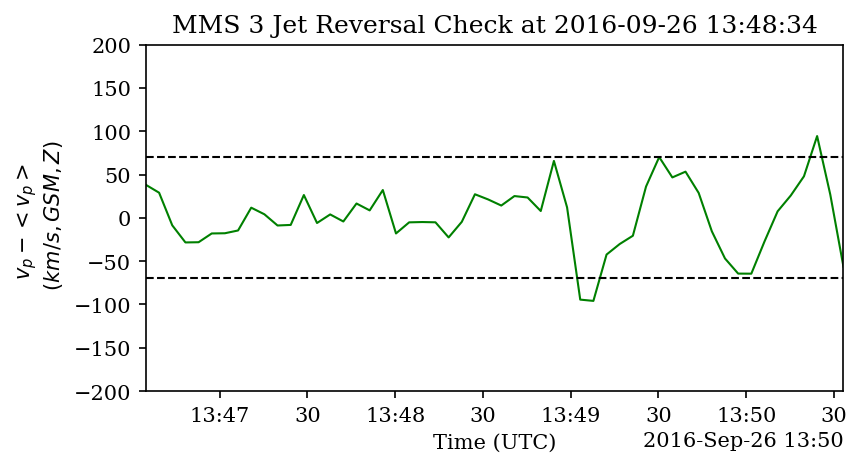 MMS 3 Jet Reversal Check at 2016-09-26 13:48:34
200
150
100
50
0
−50
−100
−150
−200
v_p − < v_p >
(km/s, GSM, Z)
13:47 30 13:48 30 13:49 30 13:50 30
Time (UTC)
2016-Sep-26 13:50